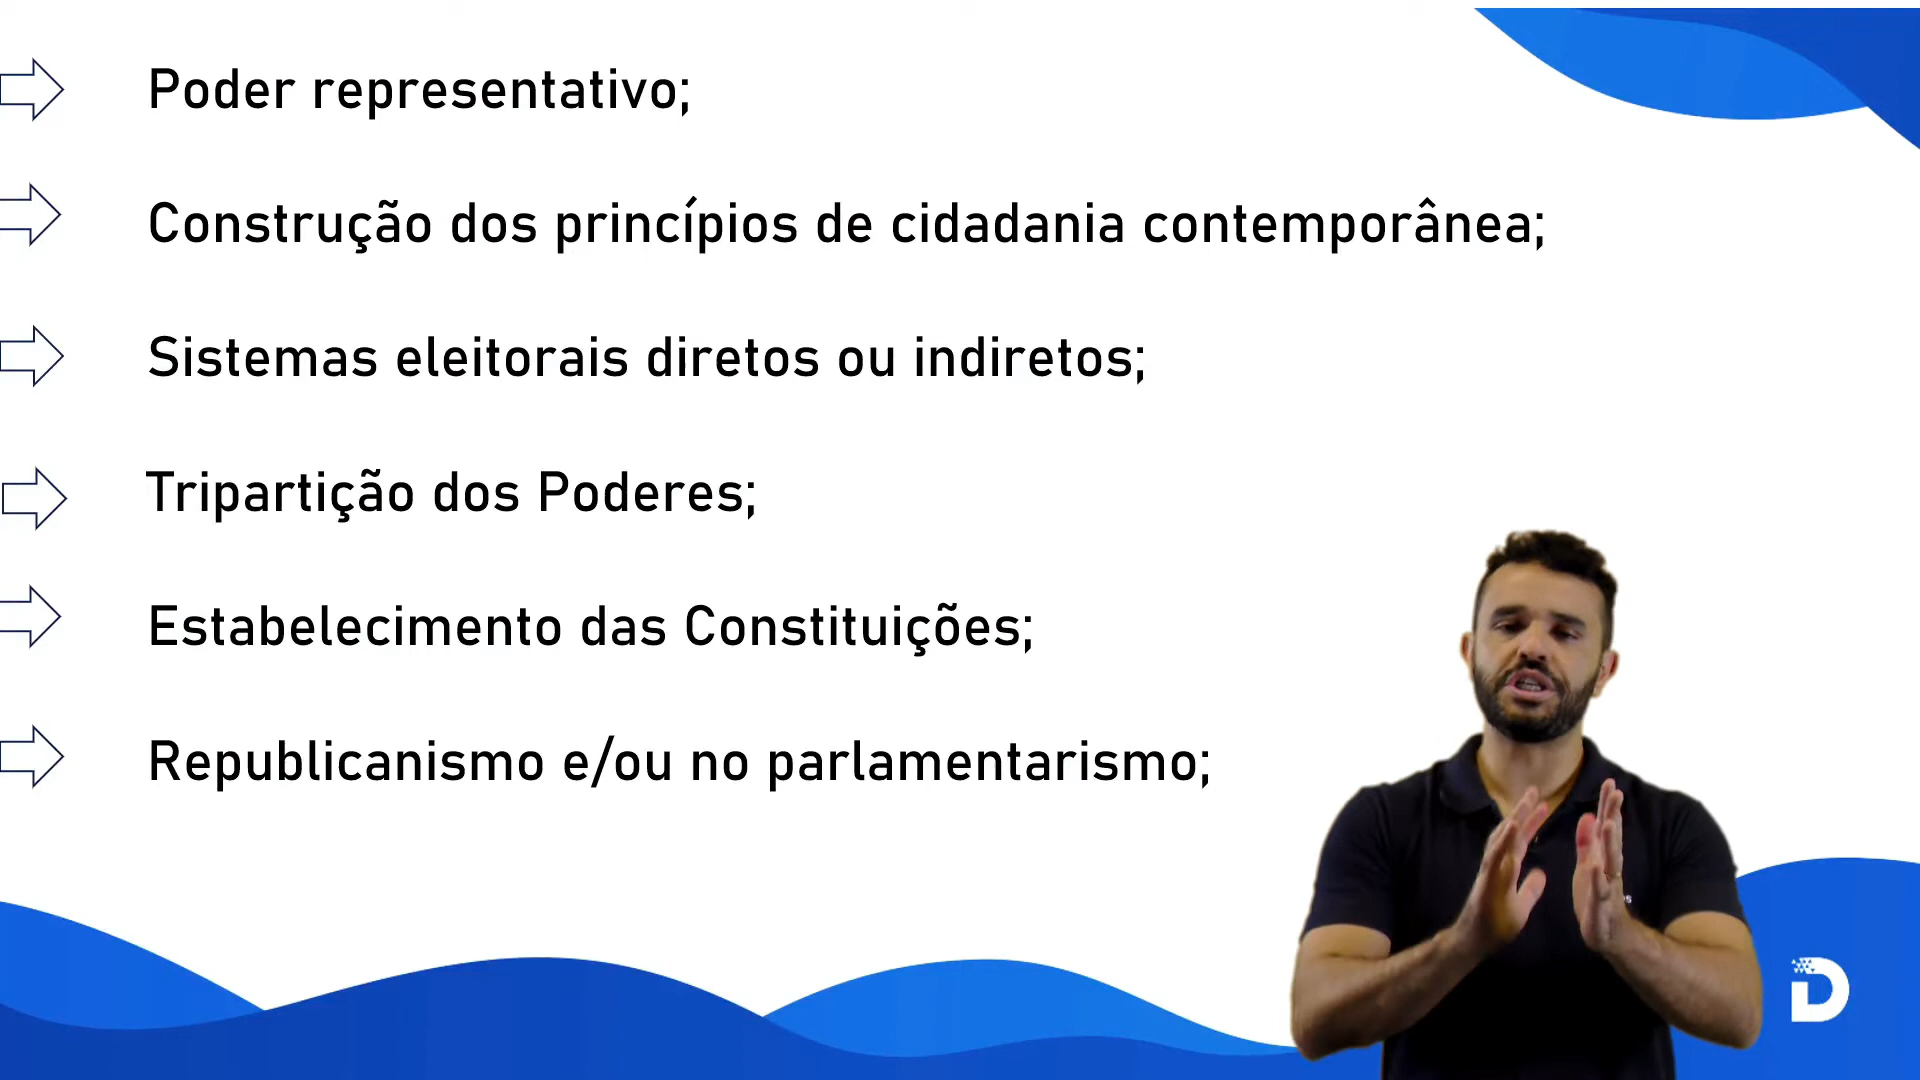 Poder representativo;
Construção dos princípios de cidadania contemporânea;
Sistemas eleitorais diretos ou indiretos;
Tripartição dos Poderes;
Estabelecimento das Constituições;
Republicanismo e/ou no parlamentarismo;
D